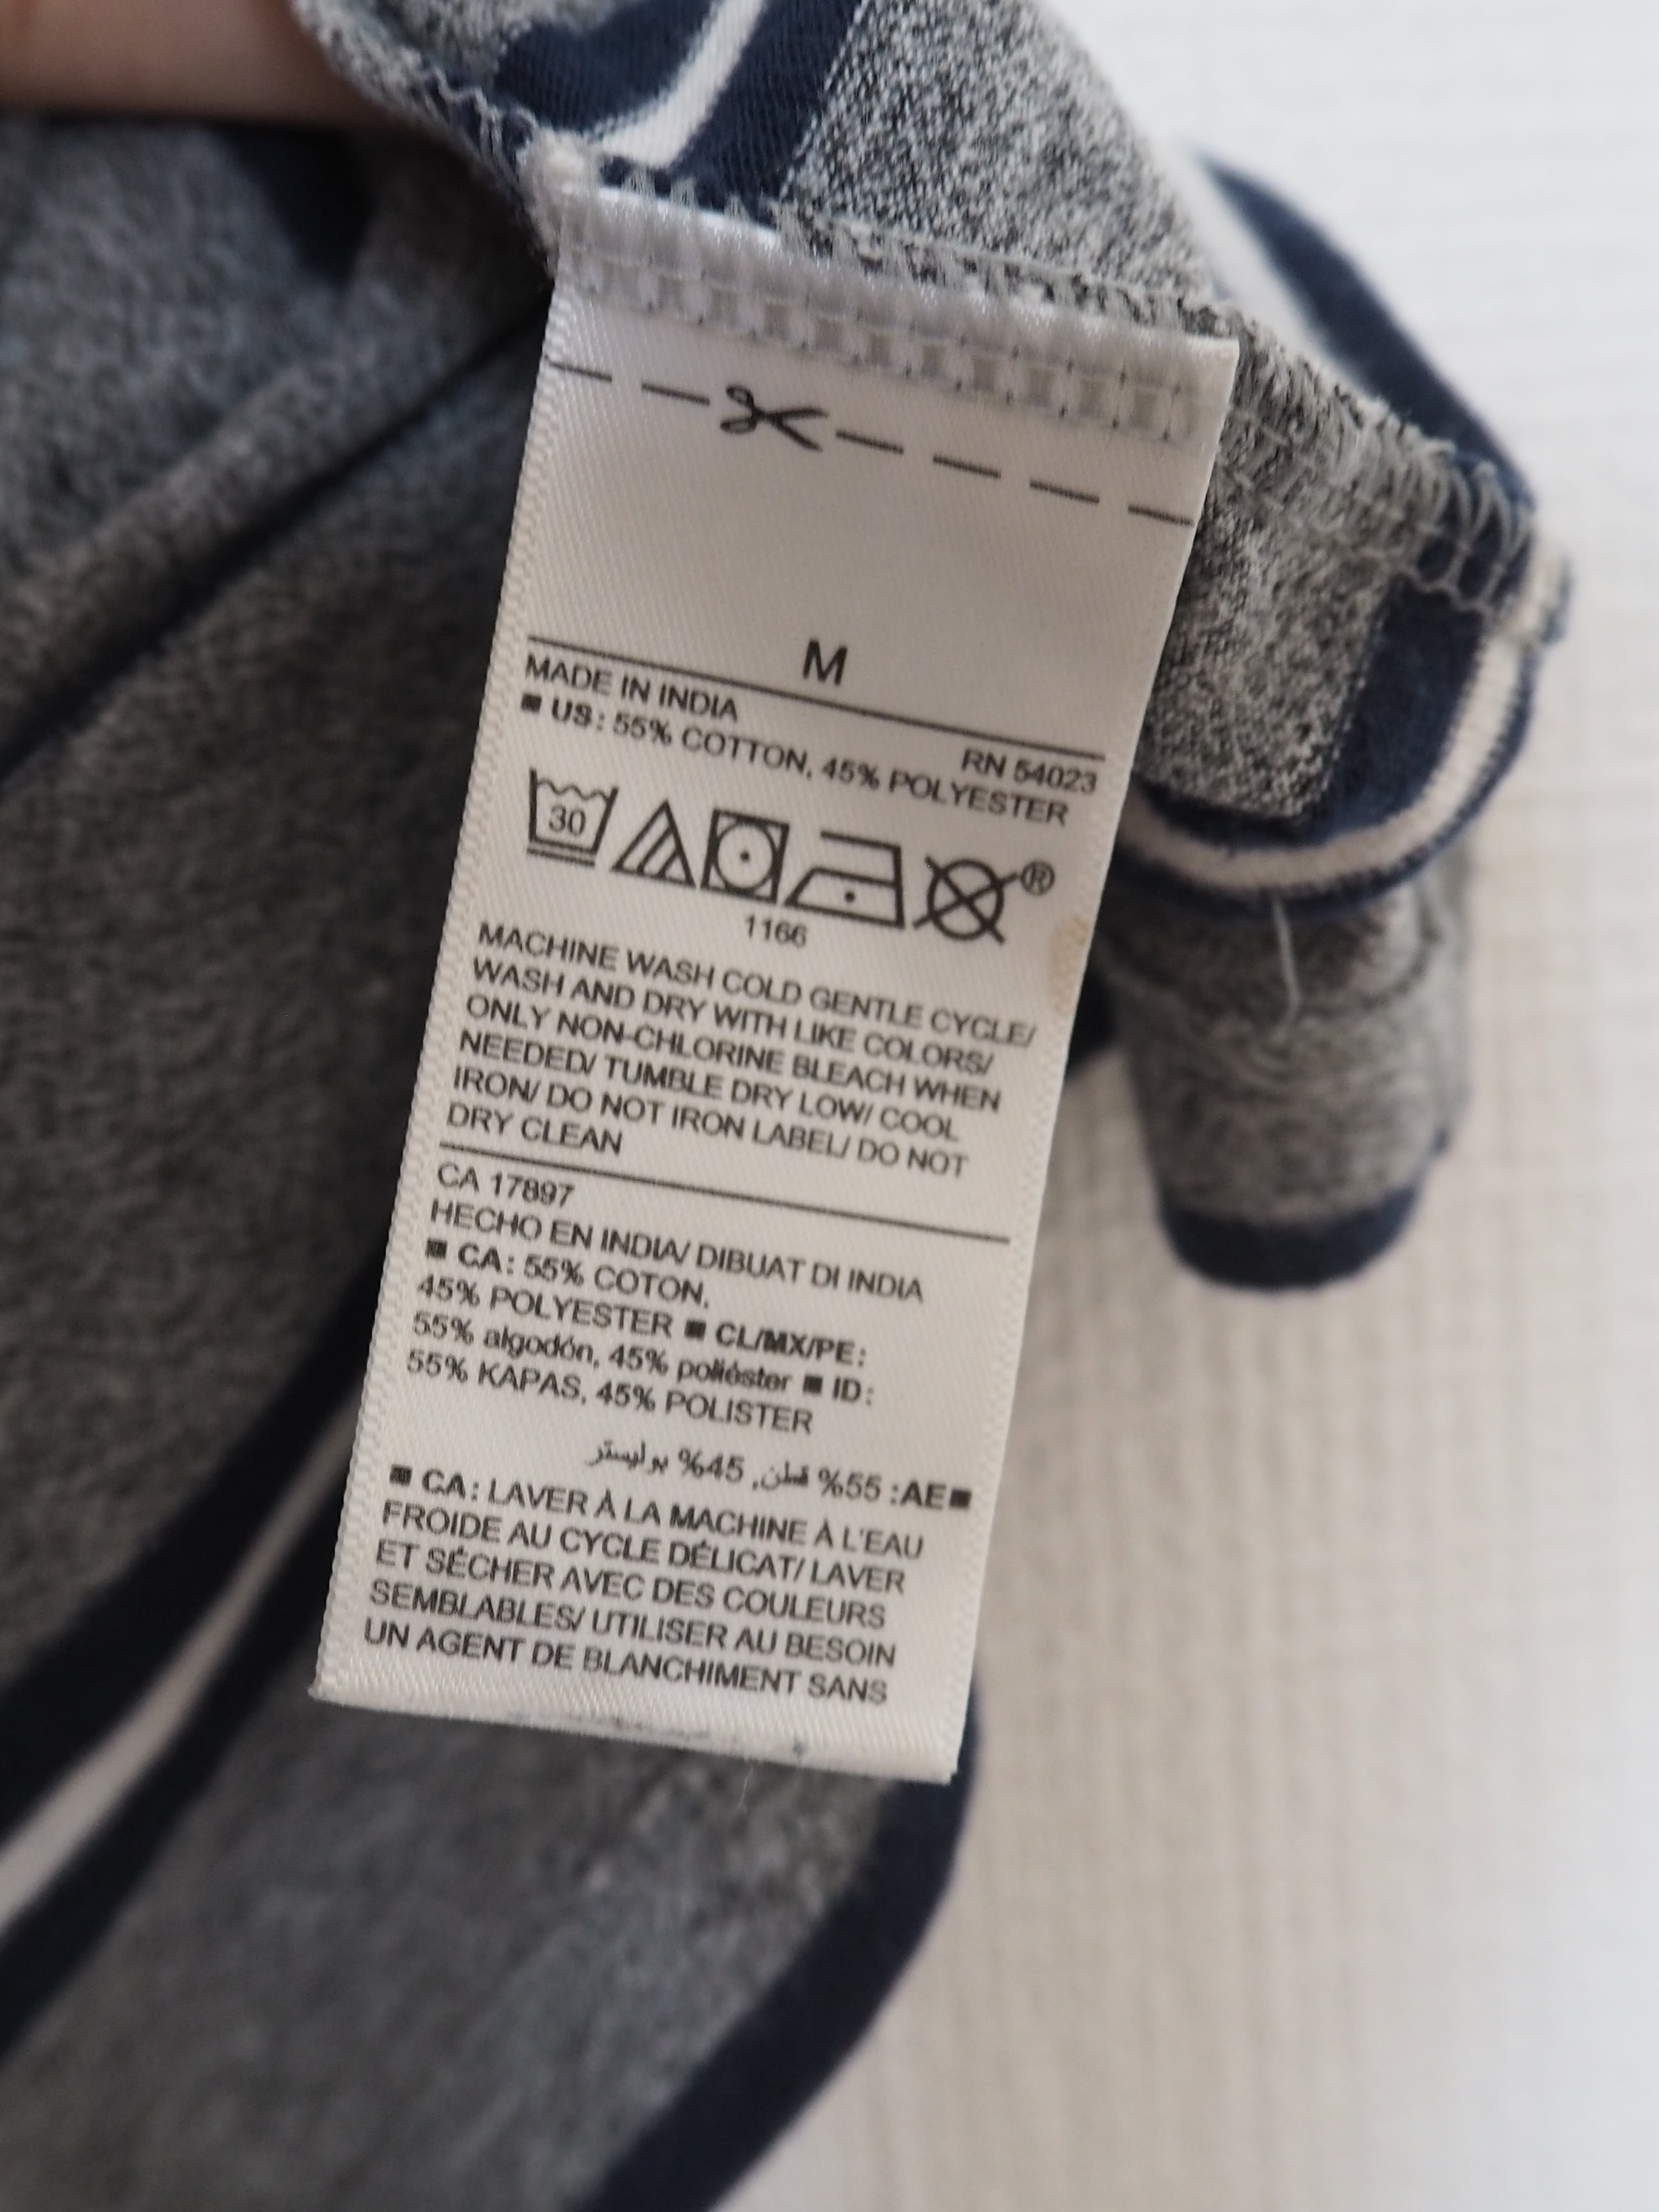 M
MADE IN INDIA
RN 54023
■ US: 55% COTTON, 45% POLYESTER
30
®
1166
MACHINE WASH COLD GENTLE CYCLE/
WASH AND DRY WITH LIKE COLORS/
ONLY NON-CHLORINE BLEACH WHEN
NEEDED/ TUMBLE DRY LOW/ COOL
IRON/ DO NOT IRON LABEL/ DO NOT
DRY CLEAN
CA 17897
HECHO EN INDIA/ DIBUAT DI INDIA
■ CA: 55% COTON,
45% POLYESTER ■ CL/MX/PE:
55% algodón, 45% poliéster ■ ID:
55% KAPAS, 45% POLISTER
■AE: 55% قطن, 45% بوليستر
■ CA: LAVER À LA MACHINE À L'EAU
FROIDE AU CYCLE DÉLICAT/ LAVER
ET SÉCHER AVEC DES COULEURS
SEMBLABLES/ UTILISER AU BESOIN
UN AGENT DE BLANCHIMENT SANS